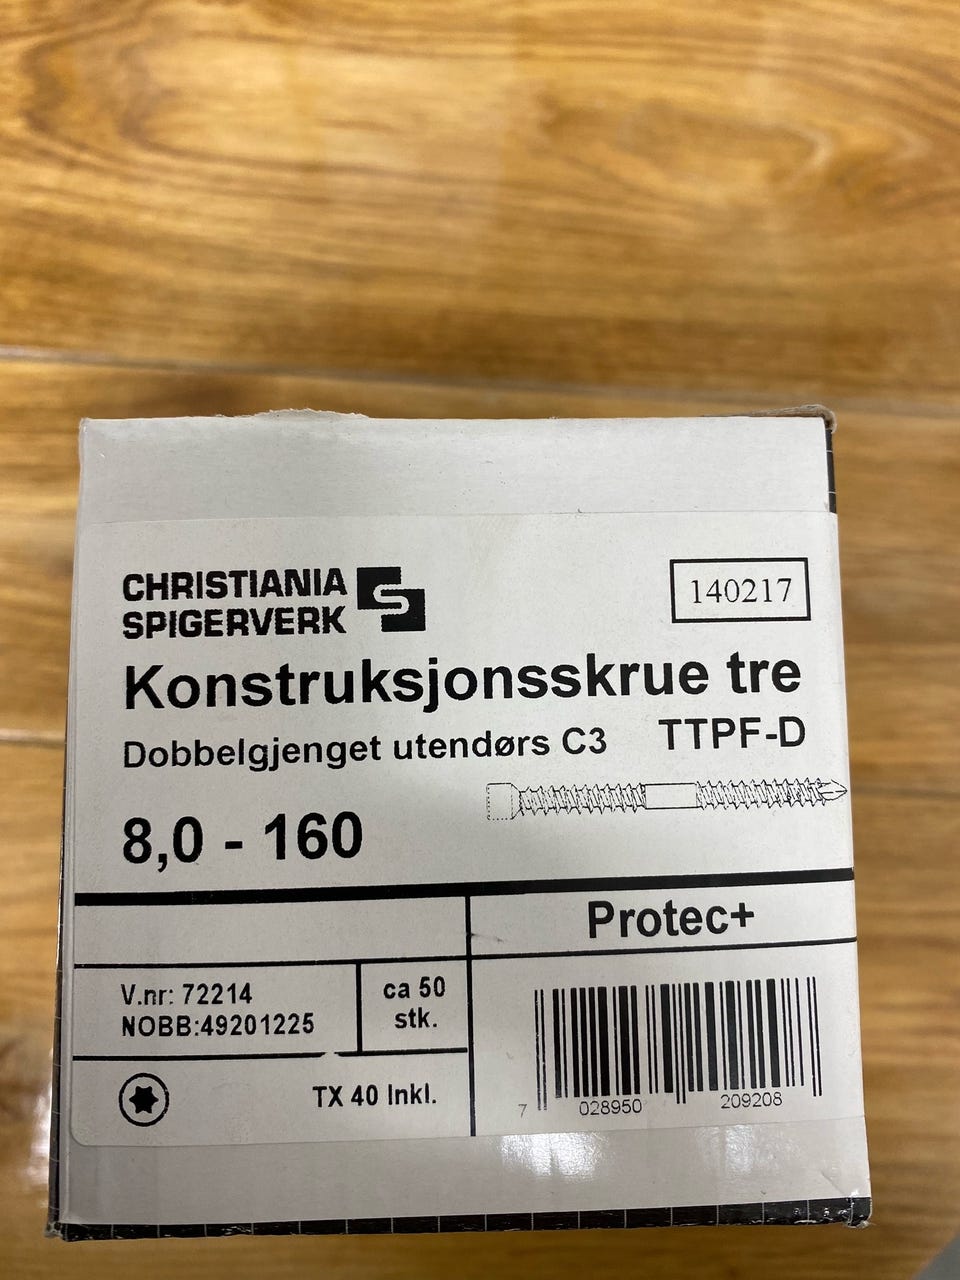 CHRISTIANIA
SPIGERVERK
140217
Konstruksjonsskrue tre
Dobbelgjenget utendørs C3 TTPF-D
8,0 - 160
Protec+
V.nr: 72214
NOBB:49201225
ca 50
stk.
TX 40 Inkl.
7 028950 209208